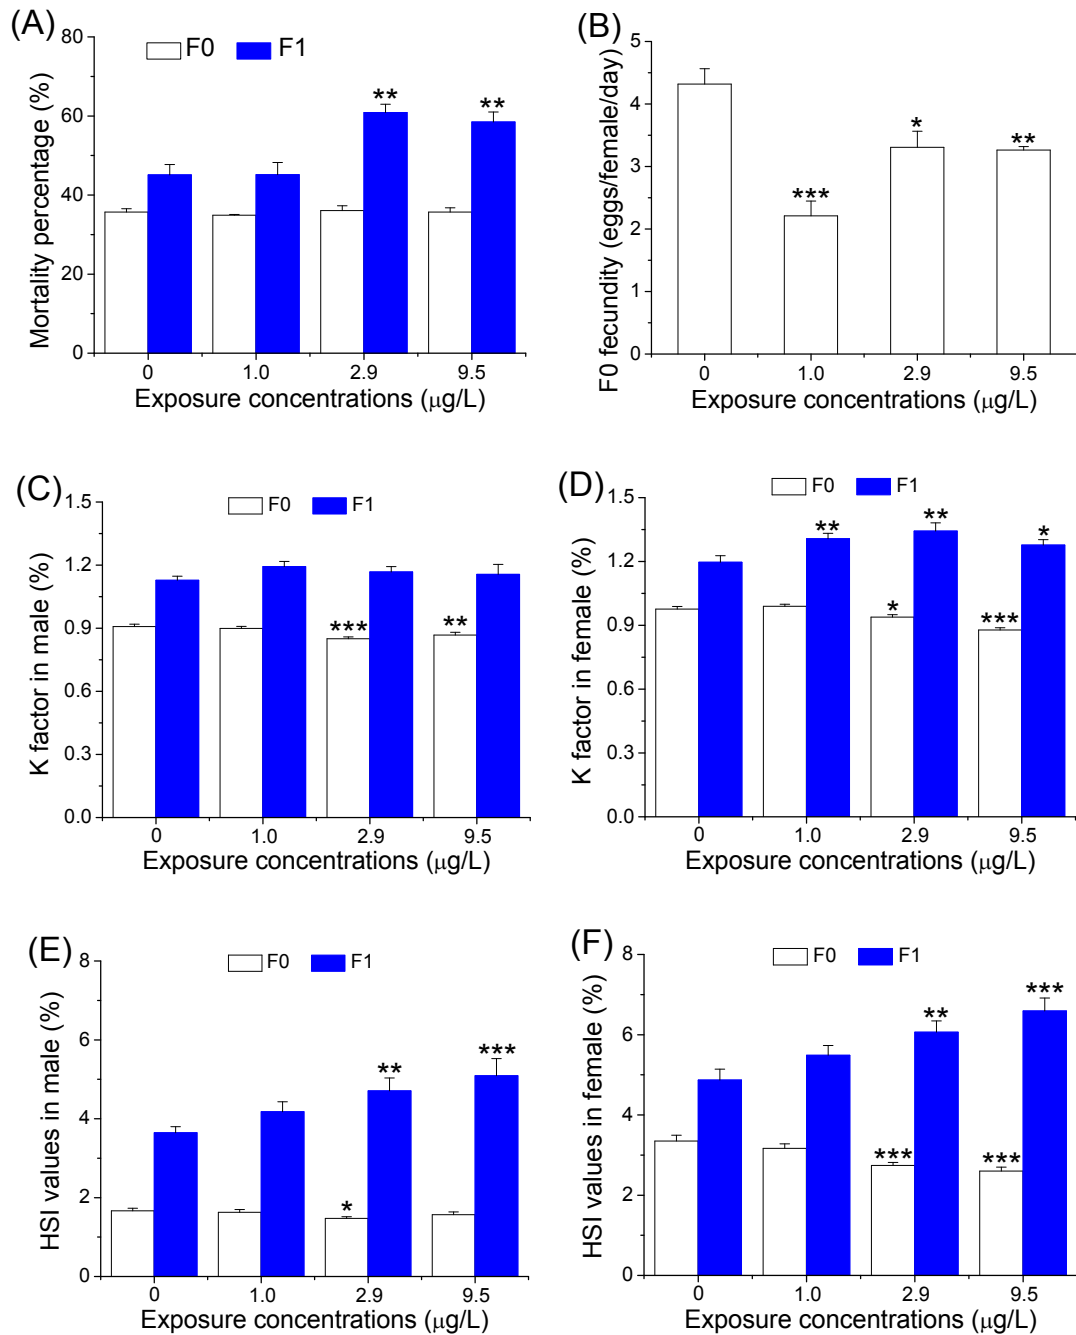 (A)
F0 F1
Mortality percentage (%)
80
60
40
20
0
** **
0 1.0 2.9 9.5
Exposure concentrations (μg/L)
(B)
F0 fecundity (eggs/female/day)
5
4
3
2
1
0
*** * **
0 1.0 2.9 9.5
Exposure concentrations (μg/L)
(C)
F0 F1
K factor in male (%)
1.5
1.2
0.9
0.6
0.3
0.0
*** **
0 1.0 2.9 9.5
Exposure concentrations (μg/L)
(D)
F0 F1
K factor in female (%)
1.5
1.2
0.9
0.6
0.3
0.0
** ** *
* ***
0 1.0 2.9 9.5
Exposure concentrations (μg/L)
(E)
F0 F1
HSI values in male (%)
8
6
4
2
0
** ***
*
0 1.0 2.9 9.5
Exposure concentrations (μg/L)
(F)
F0 F1
HSI values in female (%)
8
6
4
2
0
** ***
*** ***
0 1.0 2.9 9.5
Exposure concentrations (μg/L)